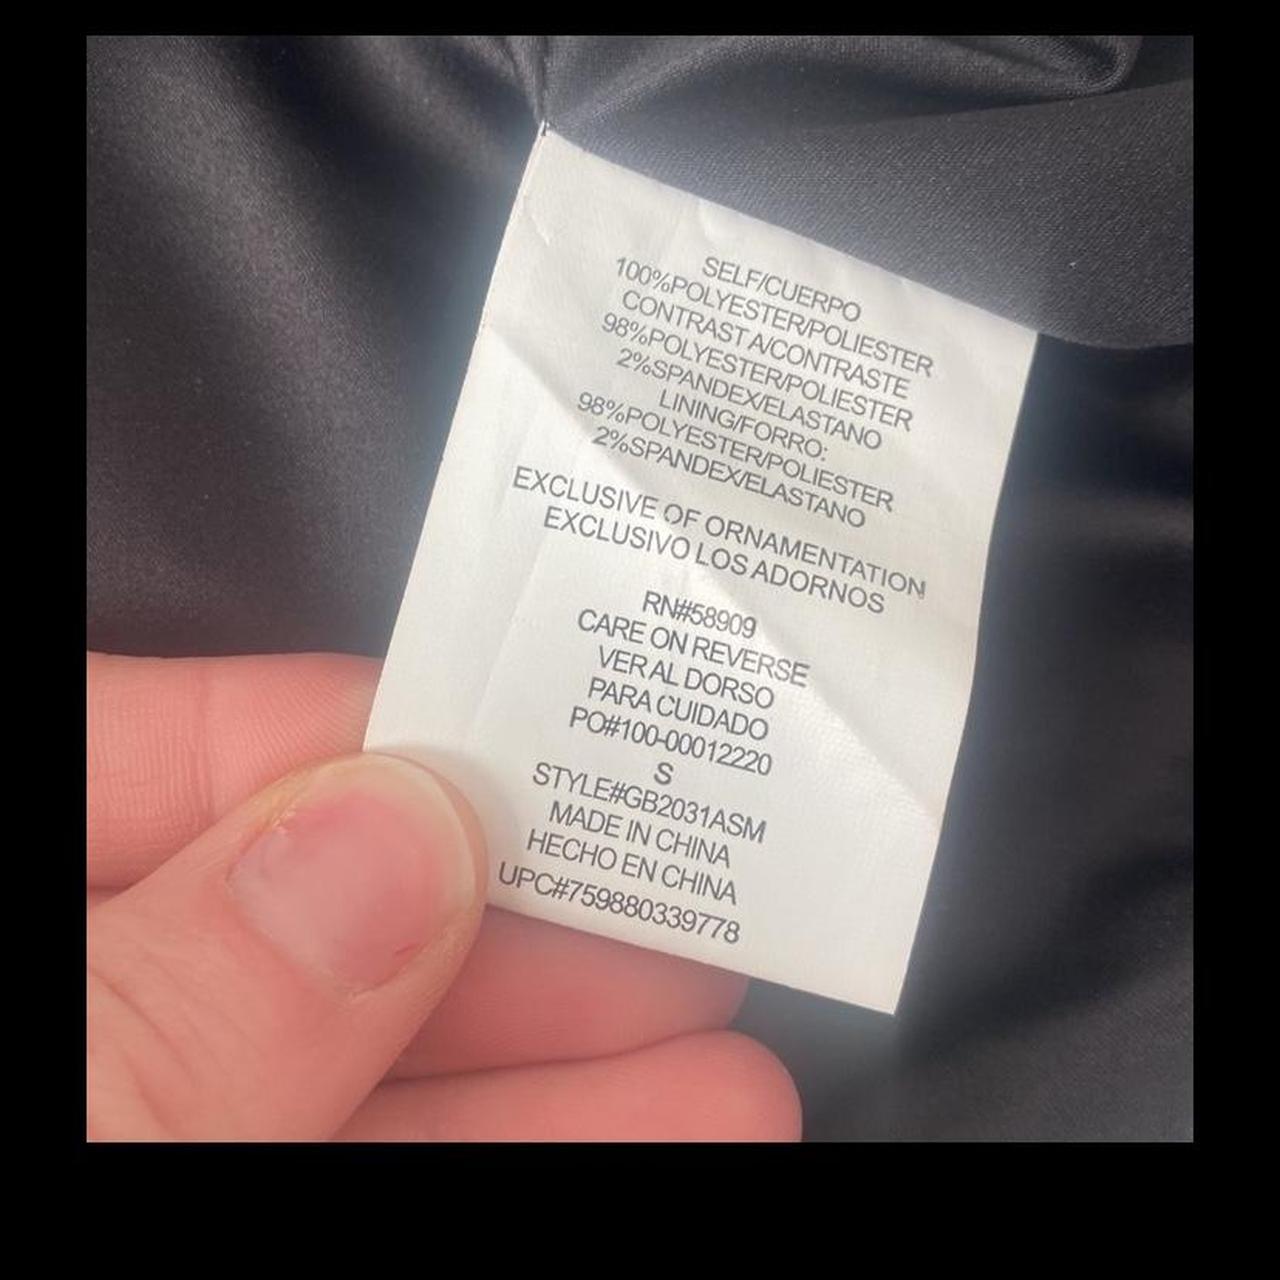 SELF/CUERPO
100%POLYESTER/POLIESTER
CONTRAST A/CONTRASTE
98%POLYESTER/POLIESTER
2%SPANDEX/ELASTANO
LINING/FORRO:
98%POLYESTER/POLIESTER
2%SPANDEX/ELASTANO
EXCLUSIVE OF ORNAMENTATION
EXCLUSIVO LOS ADORNOS
RN#58909
CARE ON REVERSE
VER AL DORSO
PARA CUIDADO
PO#100-00012220
S
STYLE#GB2031ASM
MADE IN CHINA
HECHO EN CHINA
UPC#759880339778